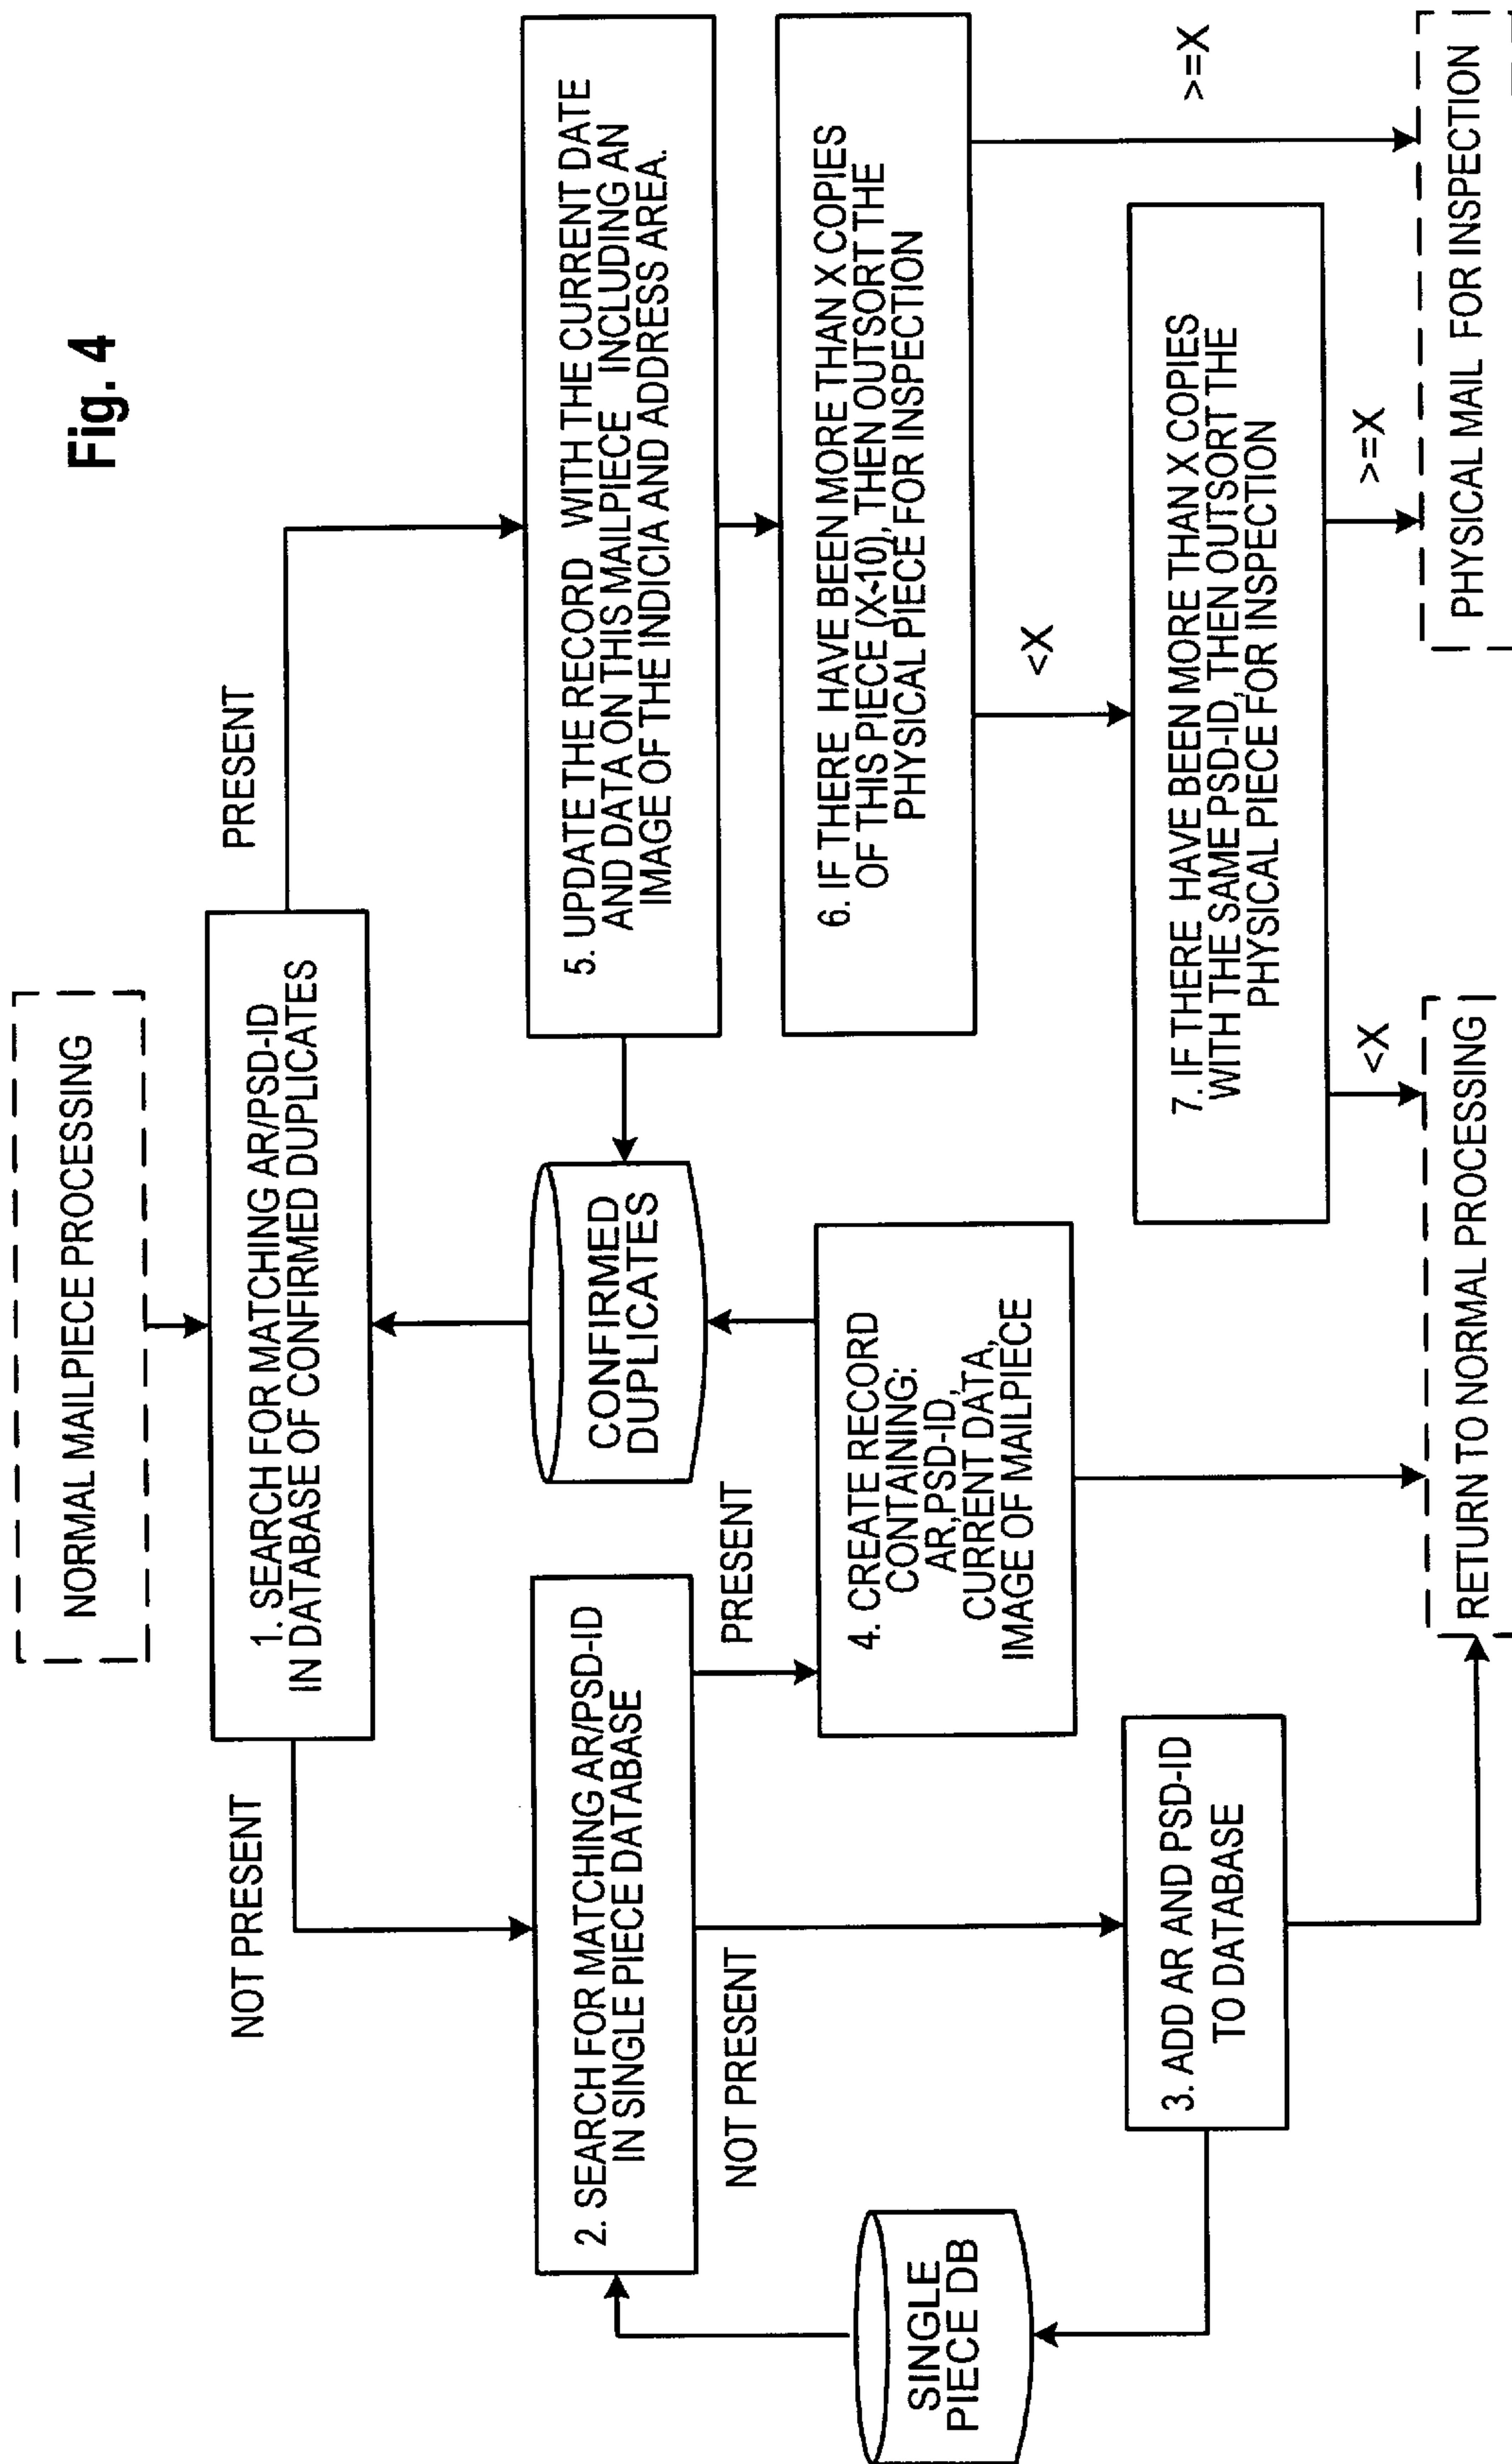 Fig. 4
NORMAL MAILPIECE PROCESSING
1. SEARCH FOR MATCHING AR/PSD-ID
IN DATABASE OF CONFIRMED DUPLICATES
NOT PRESENT
PRESENT
2. SEARCH FOR MATCHING AR/PSD-ID
IN SINGLE PIECE DATABASE
CONFIRMED
DUPLICATES
5. UPDATE THE RECORD WITH THE CURRENT DATE
AND DATA ON THIS MAILPIECE INCLUDING AN
IMAGE OF THE INDICIA AND ADDRESS AREA.
NOT PRESENT
PRESENT
SINGLE
PIECE DB
4. CREATE RECORD
CONTAINING:
AR,PSD-ID,
CURRENT DATA,
IMAGE OF MAILPIECE
6. IF THERE HAVE BEEN MORE THAN X COPIES
OF THIS PIECE (X~10), THEN OUTSORT THE
PHYSICAL PIECE FOR INSPECTION
<X
>=X
3. ADD AR AND PSD-ID
TO DATABASE
7. IF THERE HAVE BEEN MORE THAN X COPIES
WITH THE SAME PSD-ID, THEN OUTSORT THE
PHYSICAL PIECE FOR INSPECTION
<X
>=X
RETURN TO NORMAL PROCESSING
PHYSICAL MAIL FOR INSPECTION